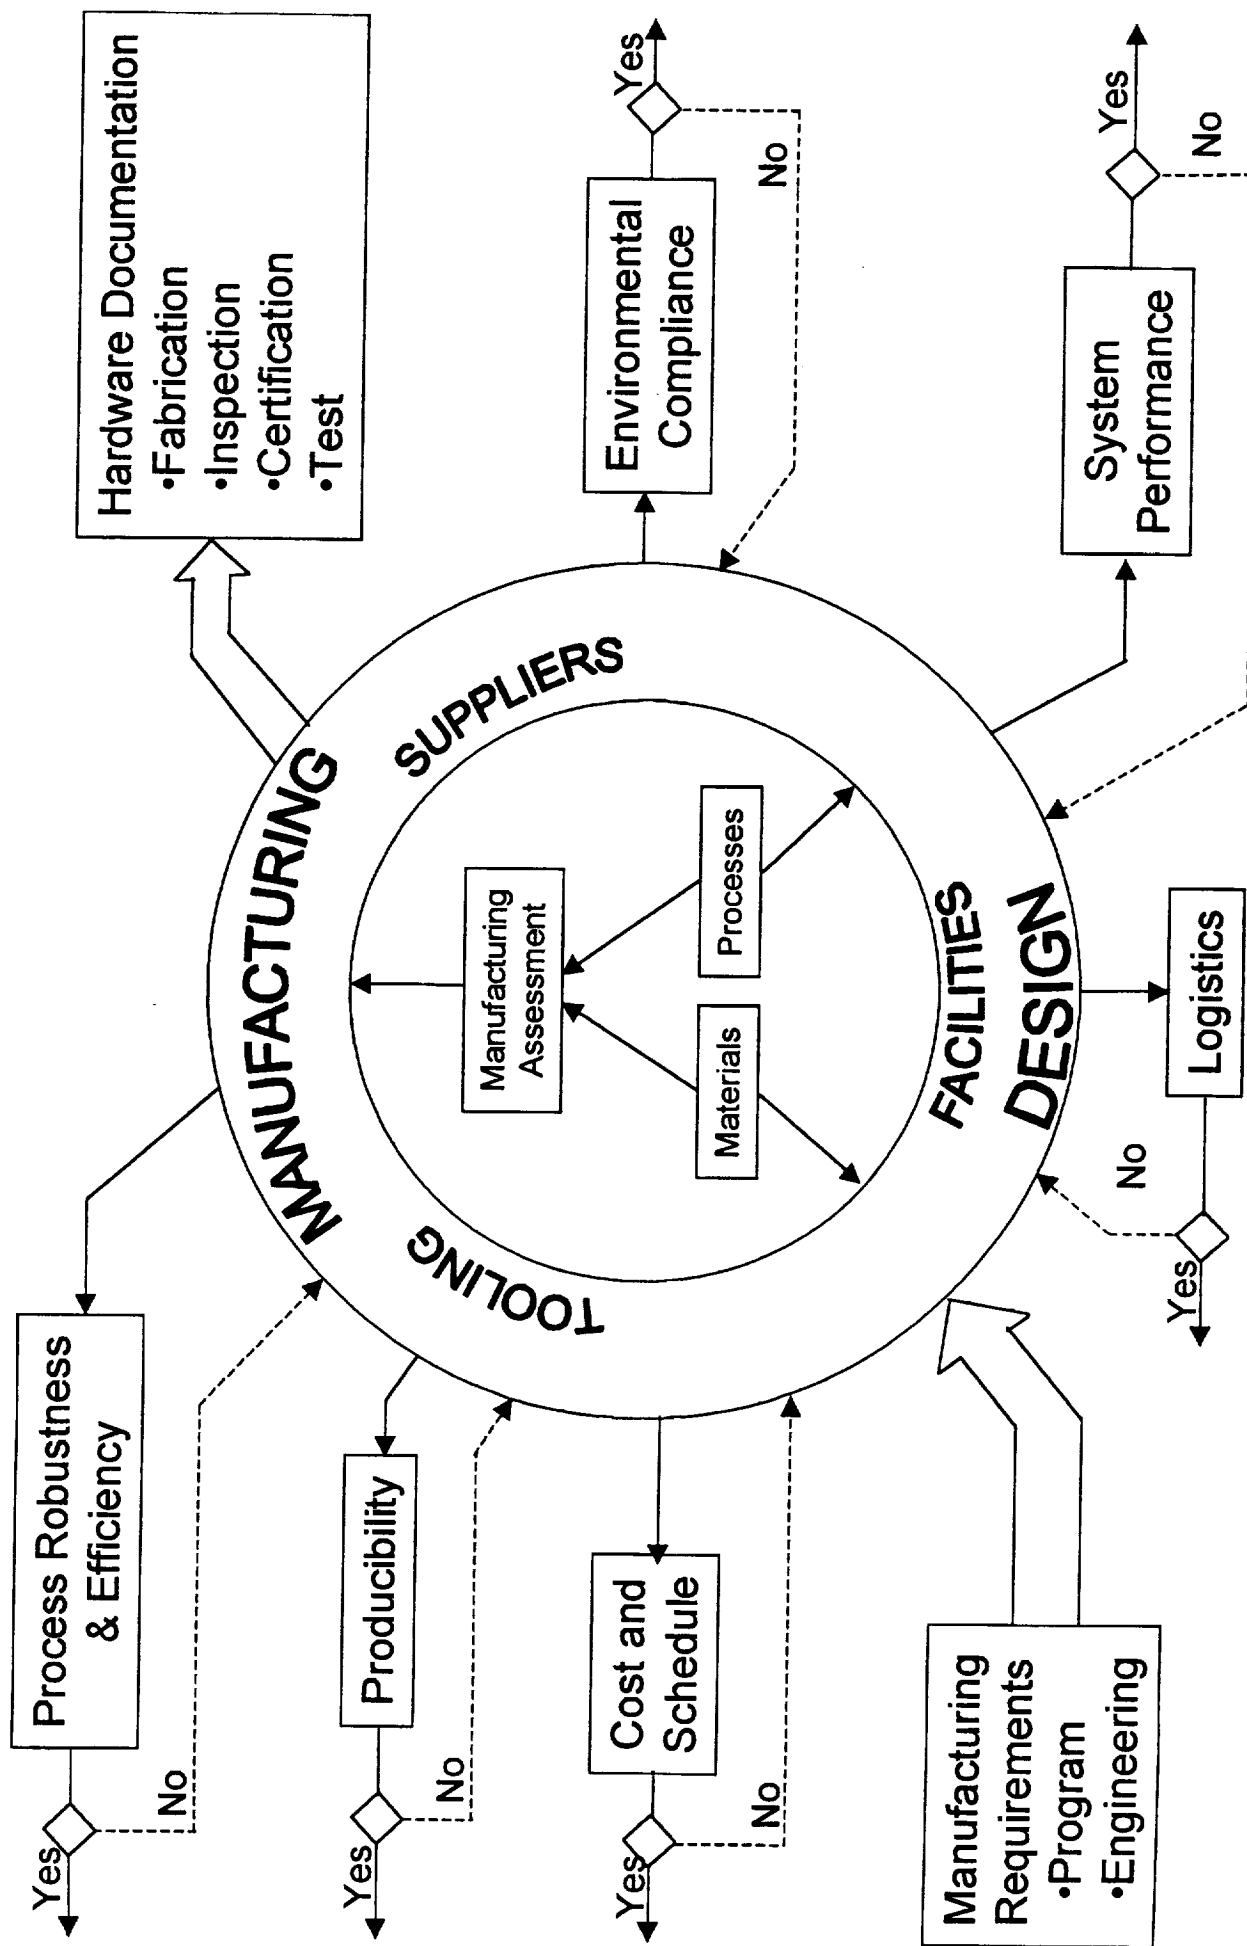 Process Robustness
& Efficiency
Yes
No
Producibility
Yes
No
Cost and
Schedule
Yes
No
Manufacturing
Requirements
•Program
•Engineering
MANUFACTURING
TOOLING
SUPPLIERS
FACILITIES
DESIGN
Manufacturing
Assessment
Materials
Processes
Hardware Documentation
•Fabrication
•Inspection
•Certification
•Test
Environmental
Compliance
Yes
No
System
Performance
Yes
No
Logistics
No
Yes